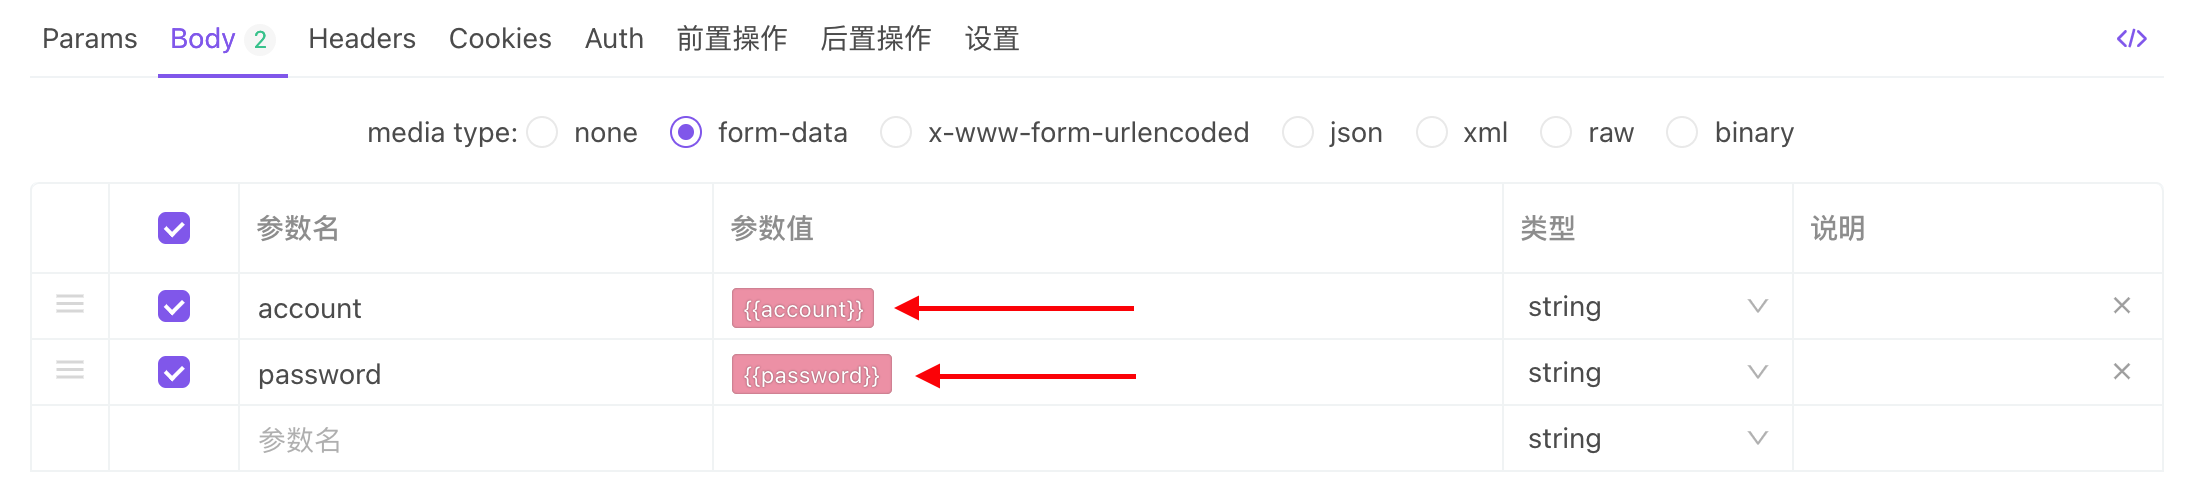 Params Body 2 Headers Cookies Auth 前置操作 后置操作 设置 </>
media type: none form-data x-www-form-urlencoded json xml raw binary
参数名 参数值 类型 说明
account {{account}} string
password {{password}} string
参数名 string